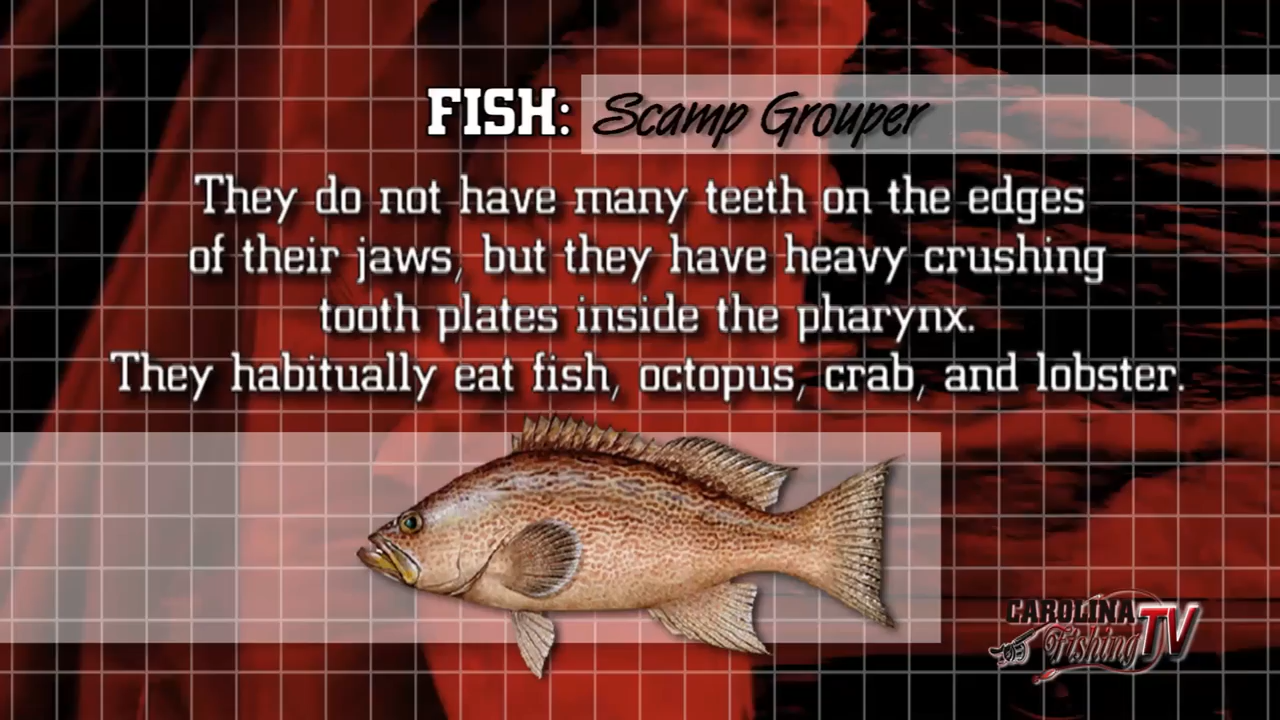 FISH: Scamp Grouper
They do not have many teeth on the edges
of their jaws, but they have heavy crushing
tooth plates inside the pharynx.
They habitually eat fish, octopus, crab, and lobster.
CAROLINA
Fishing TV